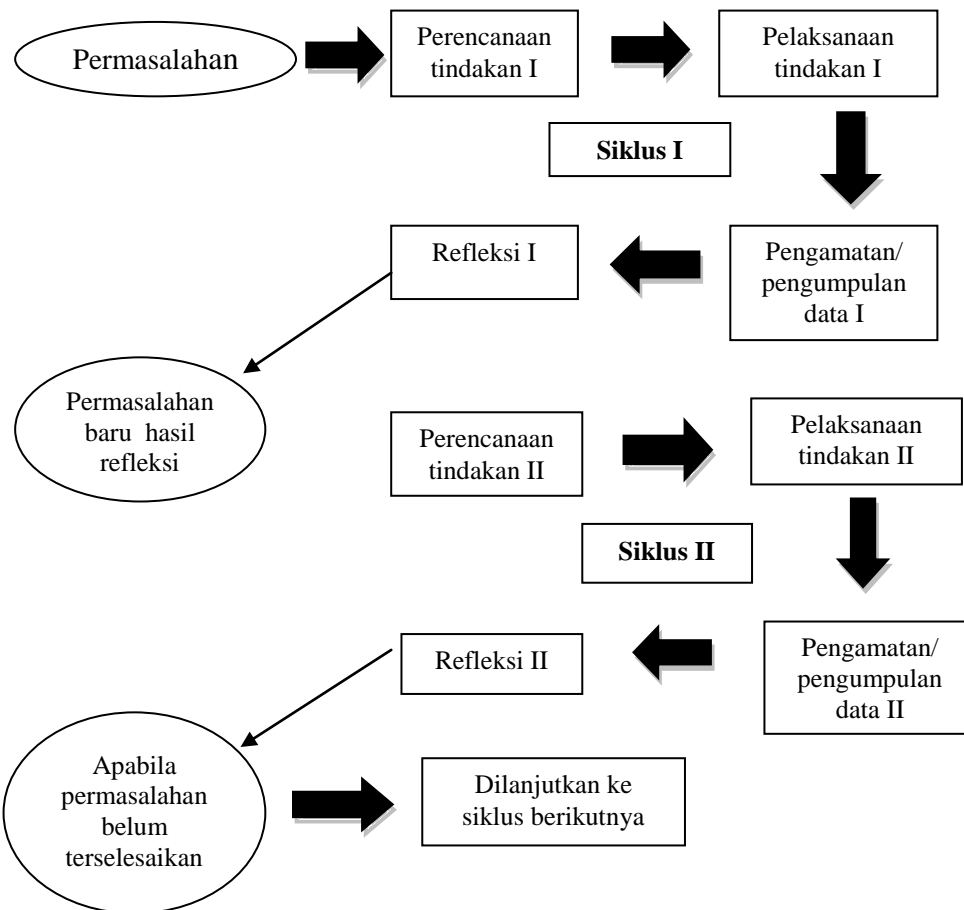 Permasalahan
Perencanaan
tindakan I
Pelaksanaan
tindakan I
Siklus I
Refleksi I
Pengamatan/
pengumpulan
data I
Permasalahan
baru hasil
refleksi
Perencanaan
tindakan II
Pelaksanaan
tindakan II
Siklus II
Refleksi II
Pengamatan/
pengumpulan
data II
Apabila
permasalahan
belum
terselesaikan
Dilanjutkan ke
siklus berikutnya